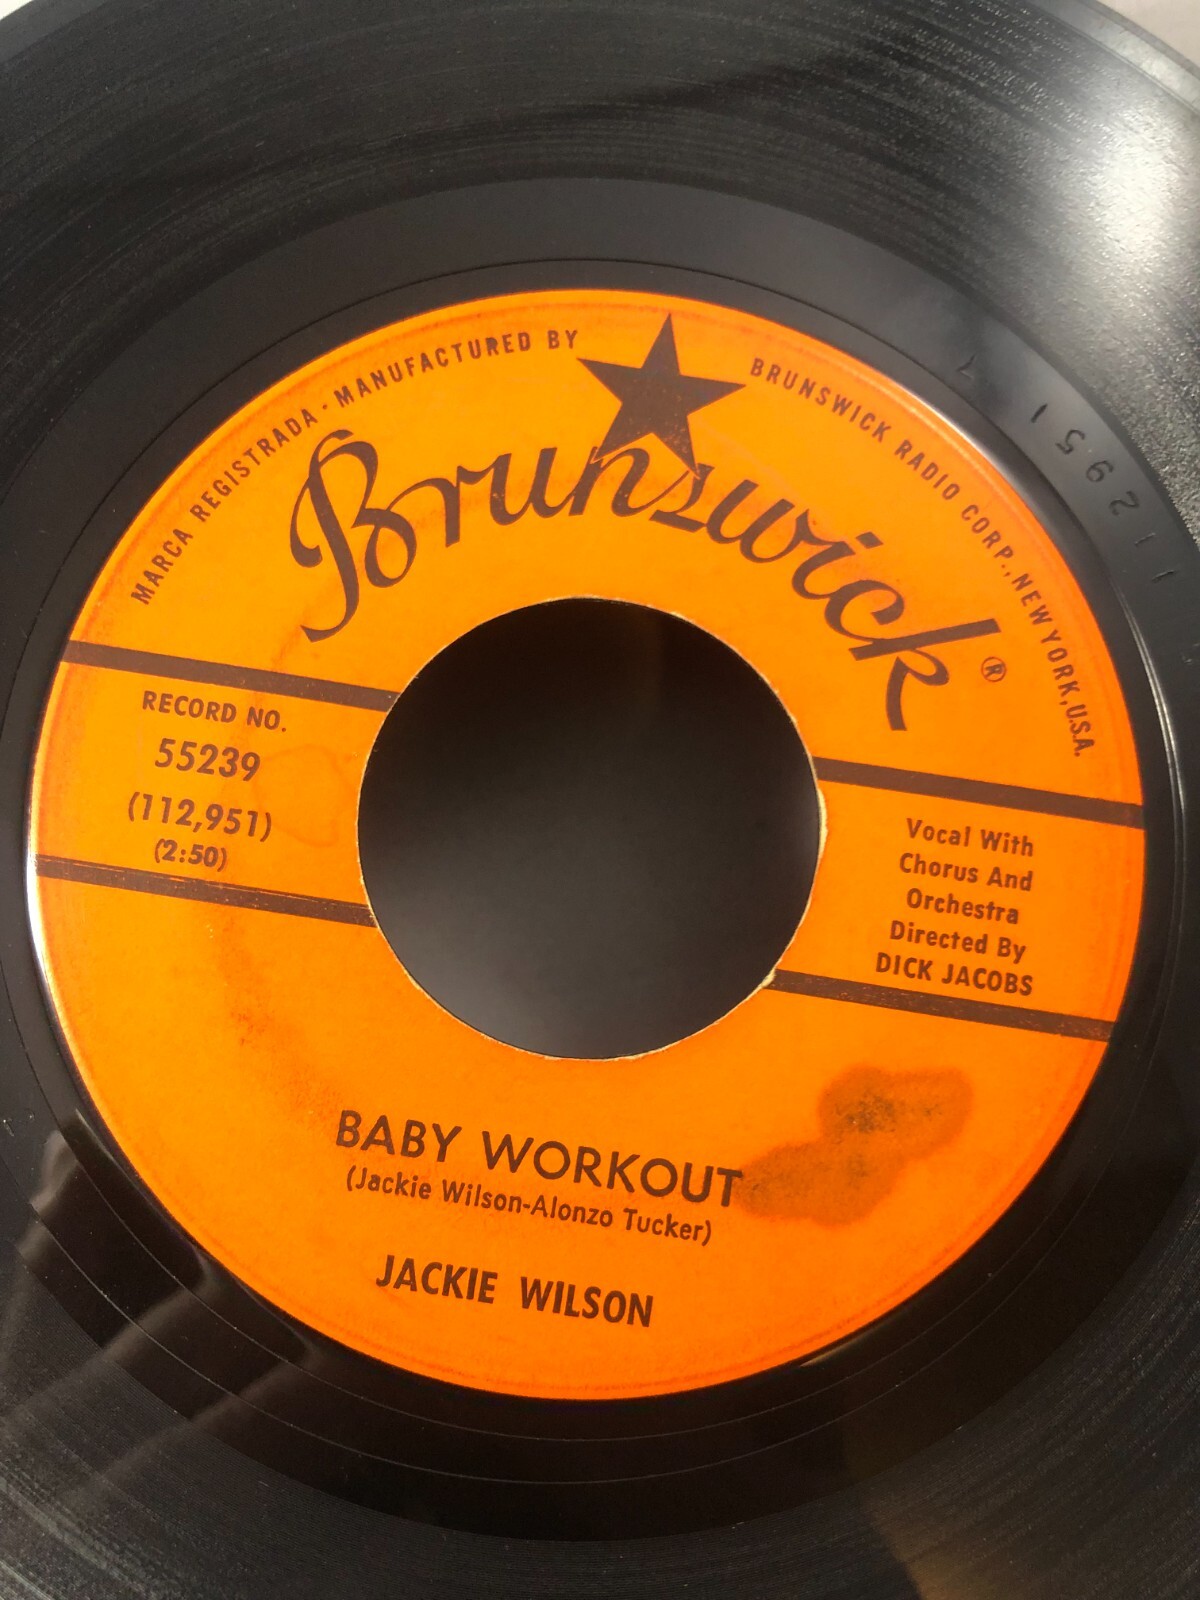 MARCA REGISTRADA · MANUFACTURED BY BRUNSWICK RADIO CORP., NEW YORK, U.S.A.
Brunswick®
RECORD NO.
55239
(112,951)
(2:50)
Vocal With
Chorus And
Orchestra
Directed By
DICK JACOBS
BABY WORKOUT
(Jackie Wilson-Alonzo Tucker)
JACKIE WILSON